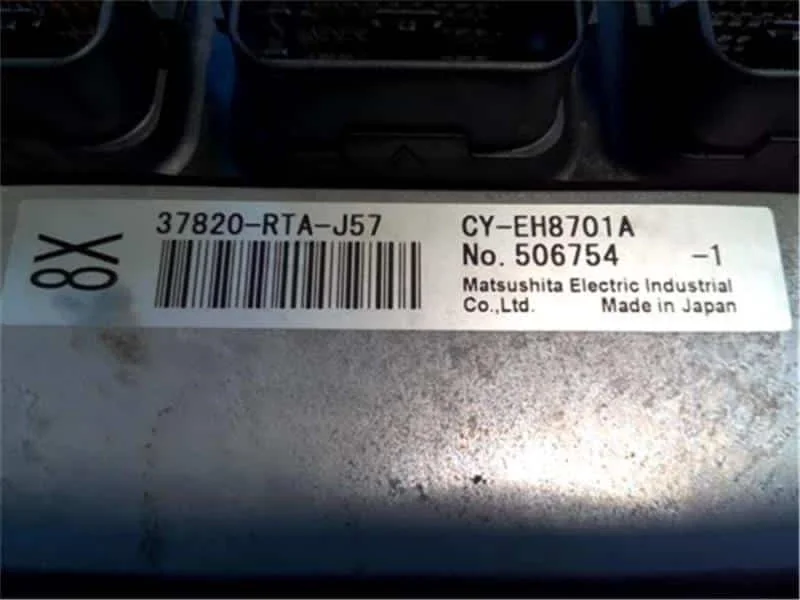 8X
37820-RTA-J57
CY-EH8701A
No. 506754 -1
Matsushita Electric Industrial
Co.,Ltd. Made in Japan